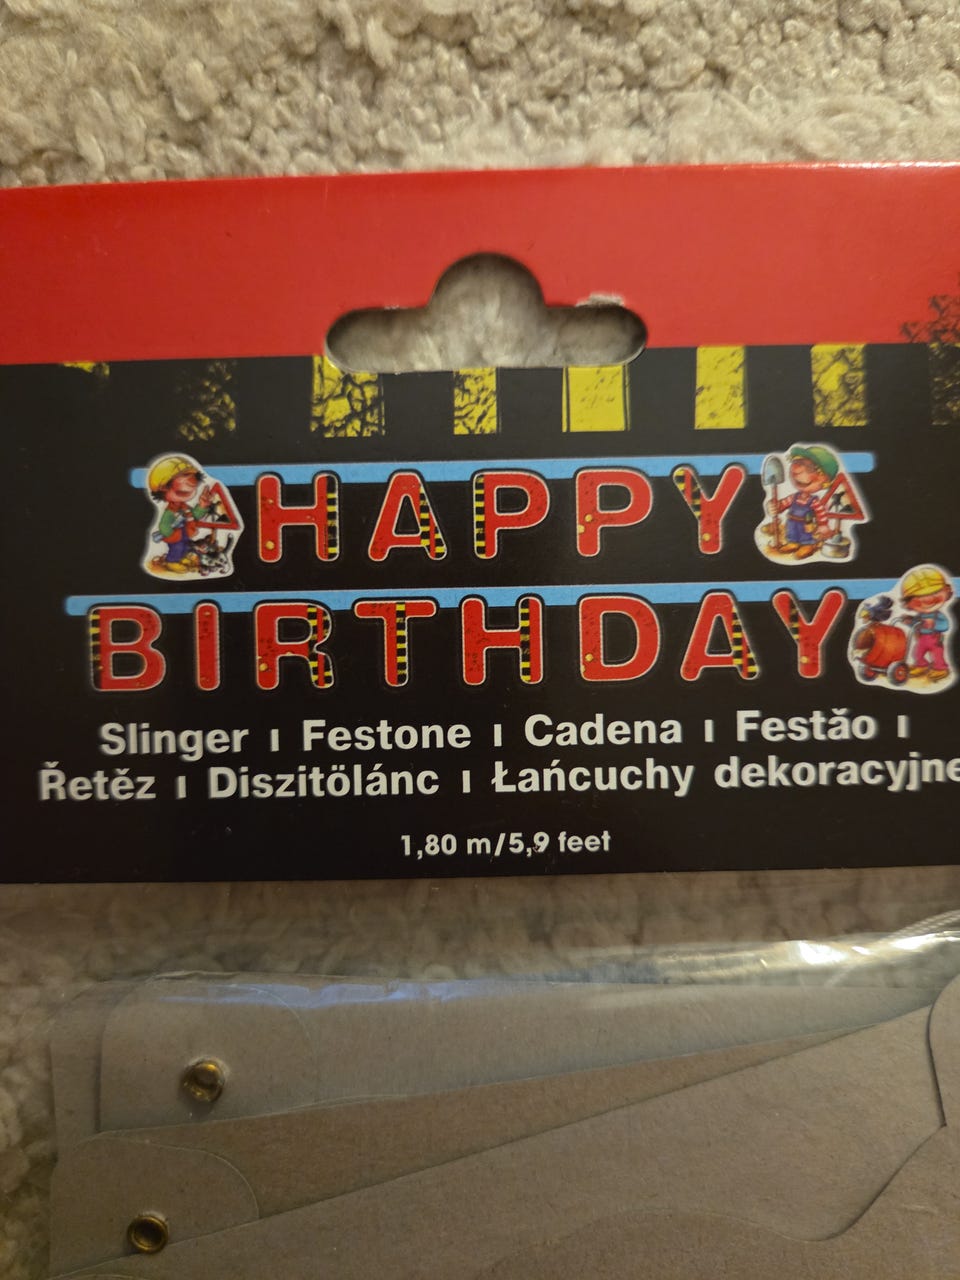 HAPPY
BIRTHDAY
Slinger ı Festone ı Cadena ı Festão ı
Řetěz ı Diszitölánc ı Łańcuchy dekoracyjne
1,80 m/5,9 feet